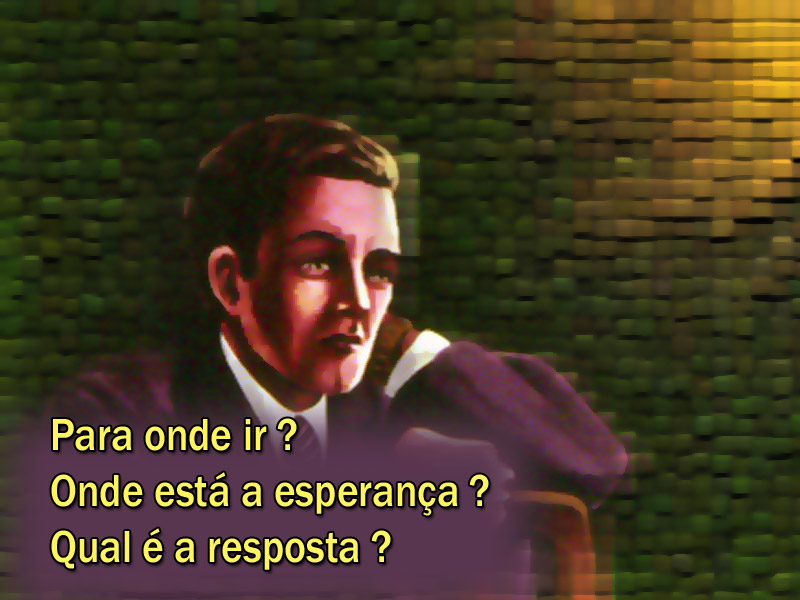 Para onde ir ?
Onde está a esperança ?
Qual é a resposta ?